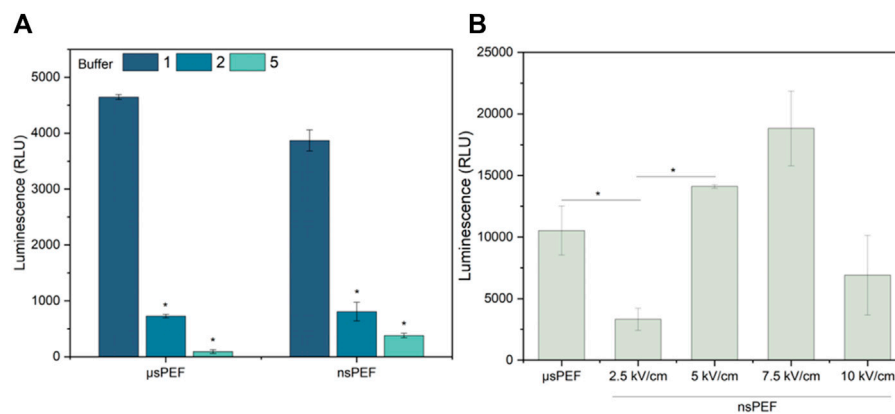 A
Buffer 1 2 5
Luminescence (RLU)
5000
4000
3000
2000
1000
0
*
*
*
*
µsPEF nsPEF
B
Luminescence (RLU)
25000
20000
15000
10000
5000
0
*
*
µsPEF 2.5 kV/cm 5 kV/cm 7.5 kV/cm 10 kV/cm
nsPEF